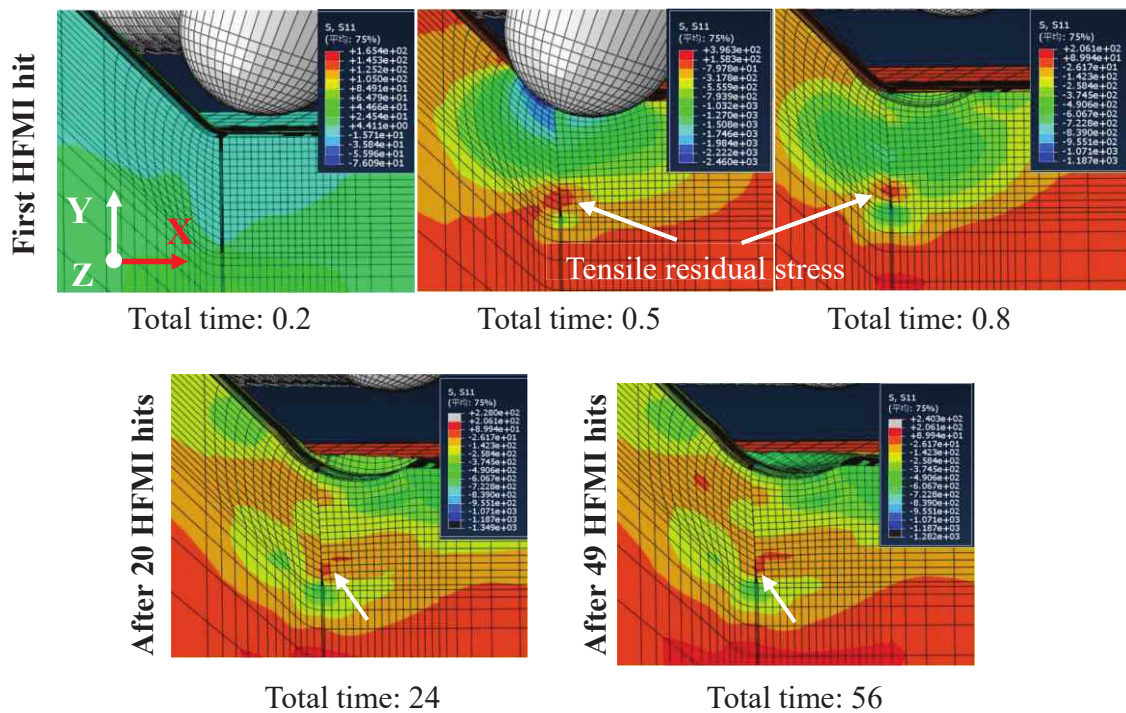 First HFMI hit
S, S11
(平均: 75%)
+1.654e+02
+1.453e+02
+1.252e+02
+1.050e+02
+8.491e+01
+6.479e+01
+4.466e+01
+2.454e+01
+4.411e+00
-1.571e+01
-3.584e+01
-5.596e+01
-7.609e+01
Y
X
Z
S, S11
(平均: 75%)
+3.963e+02
+1.583e+02
-7.978e+01
-3.178e+02
-5.559e+02
-7.939e+02
-1.032e+03
-1.270e+03
-1.508e+03
-1.746e+03
-1.984e+03
-2.222e+03
-2.460e+03
S, S11
(平均: 75%)
+2.061e+02
+8.994e+01
-2.617e+01
-1.423e+02
-2.584e+02
-3.745e+02
-4.906e+02
-6.067e+02
-7.228e+02
-8.390e+02
-9.551e+02
-1.071e+03
-1.187e+03
Tensile residual stress
Total time: 0.2
Total time: 0.5
Total time: 0.8
After 20 HFMI hits
S, S11
(平均: 75%)
+2.280e+02
+2.061e+02
+8.994e+01
-2.617e+01
-1.423e+02
-2.584e+02
-3.745e+02
-4.906e+02
-6.067e+02
-7.228e+02
-8.390e+02
-9.551e+02
-1.071e+03
-1.187e+03
-1.349e+03
After 49 HFMI hits
S, S11
(平均: 75%)
+2.403e+02
+2.061e+02
+8.994e+01
-2.617e+01
-1.423e+02
-2.584e+02
-3.745e+02
-4.906e+02
-6.067e+02
-7.228e+02
-8.390e+02
-9.551e+02
-1.071e+03
-1.187e+03
-1.282e+03
Total time: 24
Total time: 56